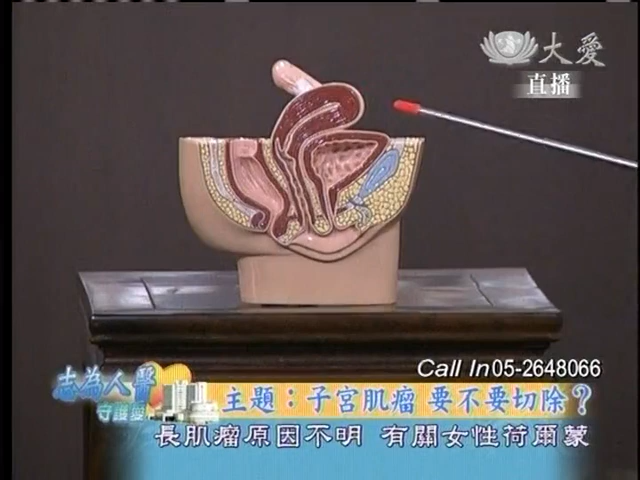 大愛
直播
Call In 05-2648066
志為人醫
守護愛
主題：子宮肌瘤 要不要切除？
長肌瘤原因不明 有關女性荷爾蒙